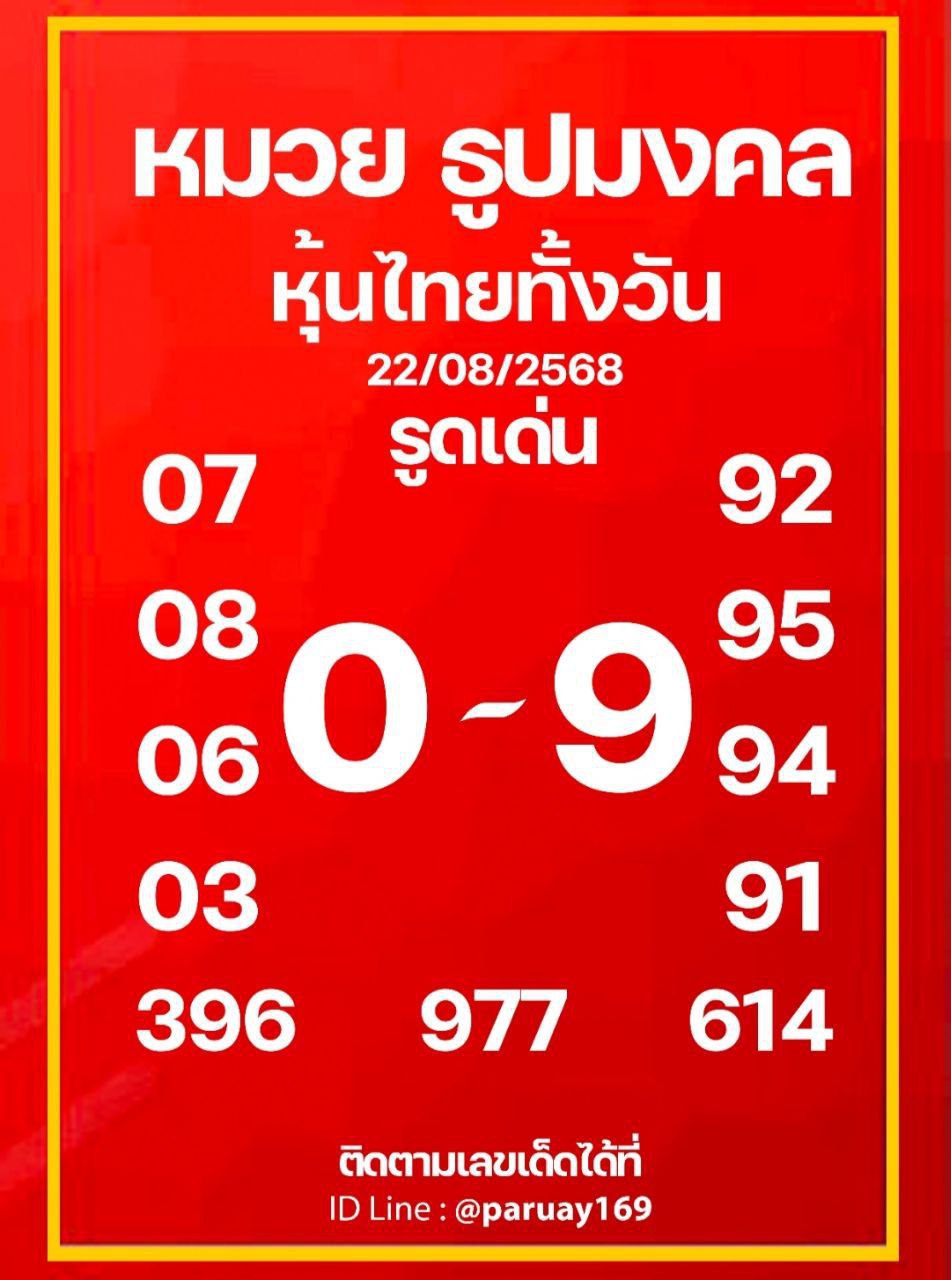 หมวย ธูปมงคล
หุ้นไทยทั้งวัน
22/08/2568
รูดเด่น
07 92
08 95
0 - 9
06 94
03 91
396 977 614
ติดตามเลขเด็ดได้ที่
ID Line : @paruay169